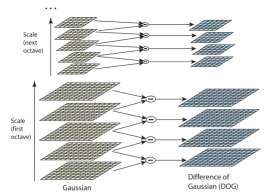 ...
Scale
(next
octave)
Scale
(first
octave)
Gaussian
Difference of
Gaussian (DOG)